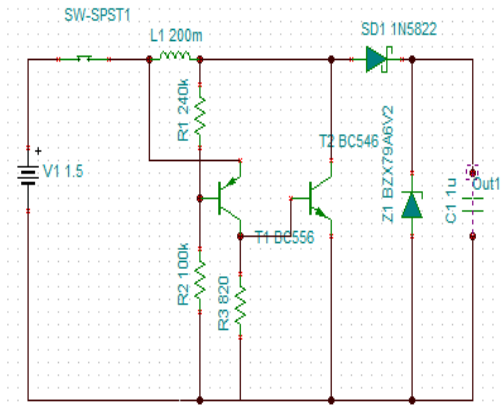 SW-SPST1
L1 200m
SD1 1N5822
R1 240k
T2 BC546
+
V1 1.5
Z1 BZX79A6V2
C1 1u
Out1
T1 BC556
R2 100k
R3 820